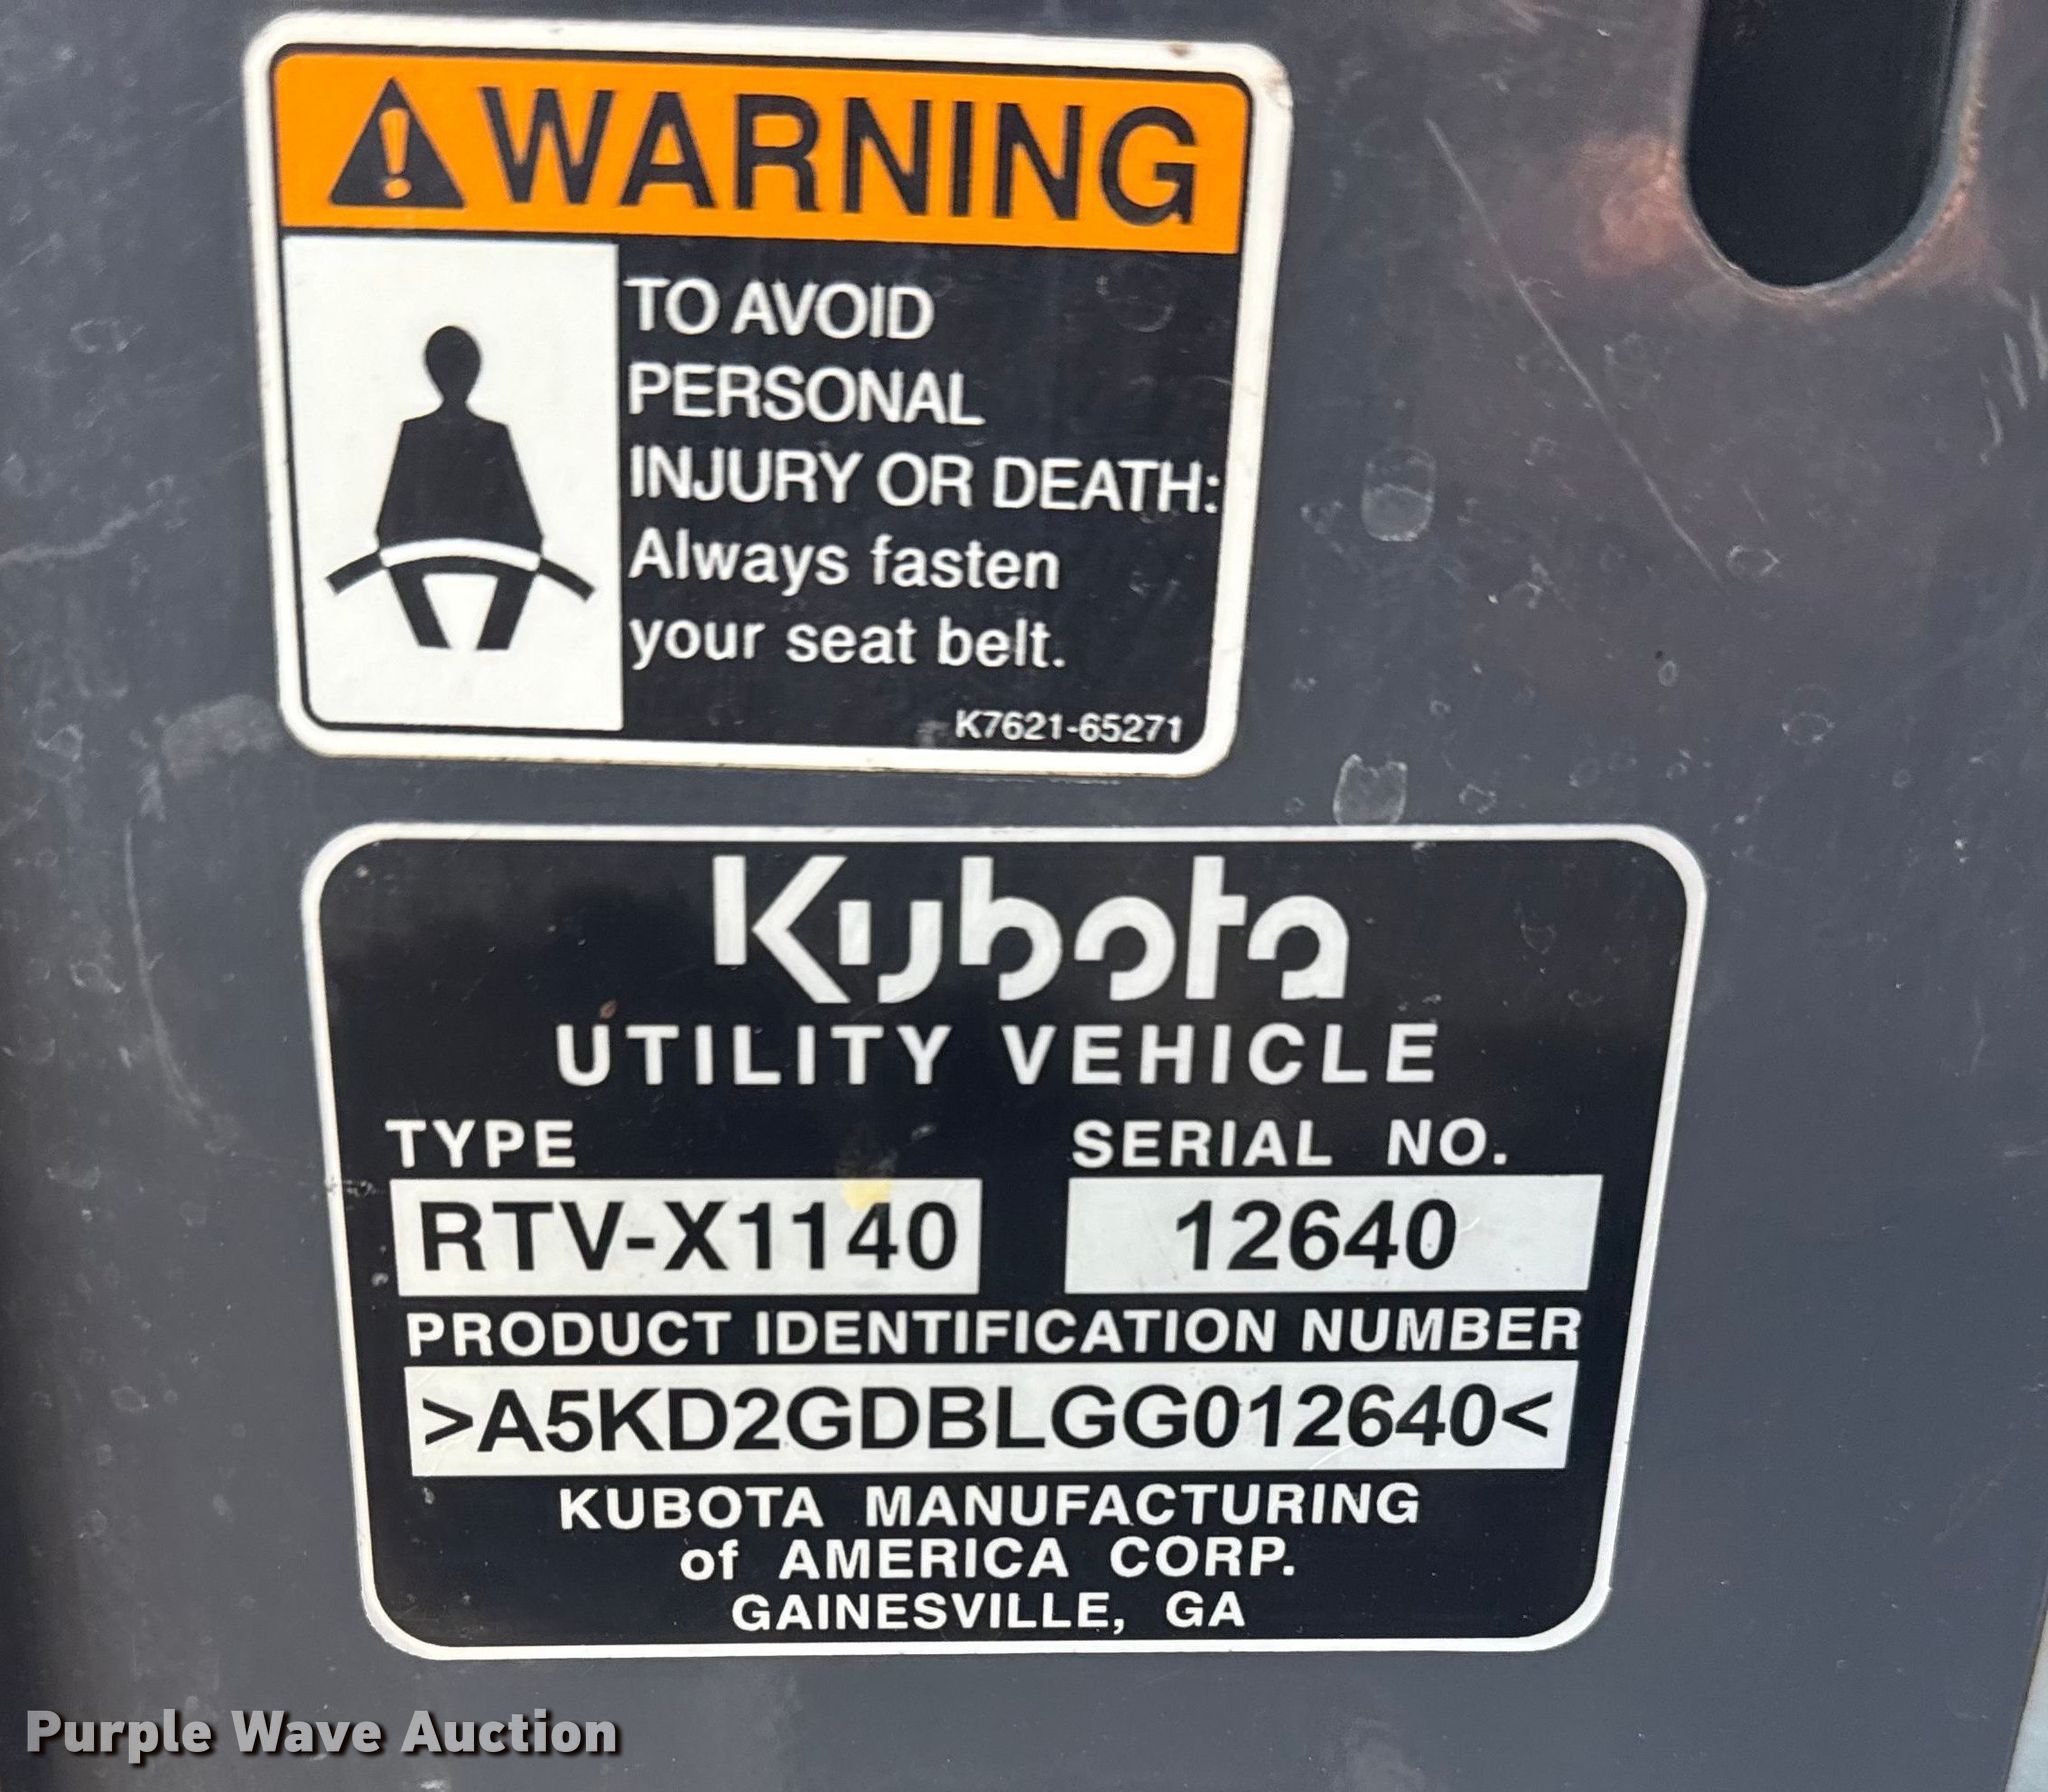 WARNING
TO AVOID
PERSONAL
INJURY OR DEATH:
Always fasten
your seat belt.
K7621-65271
Kubota
UTILITY VEHICLE
TYPE SERIAL NO.
RTV-X1140 12640
PRODUCT IDENTIFICATION NUMBER
>A5KD2GDBLGG012640<
KUBOTA MANUFACTURING
of AMERICA CORP.
GAINESVILLE, GA
Purple Wave Auction